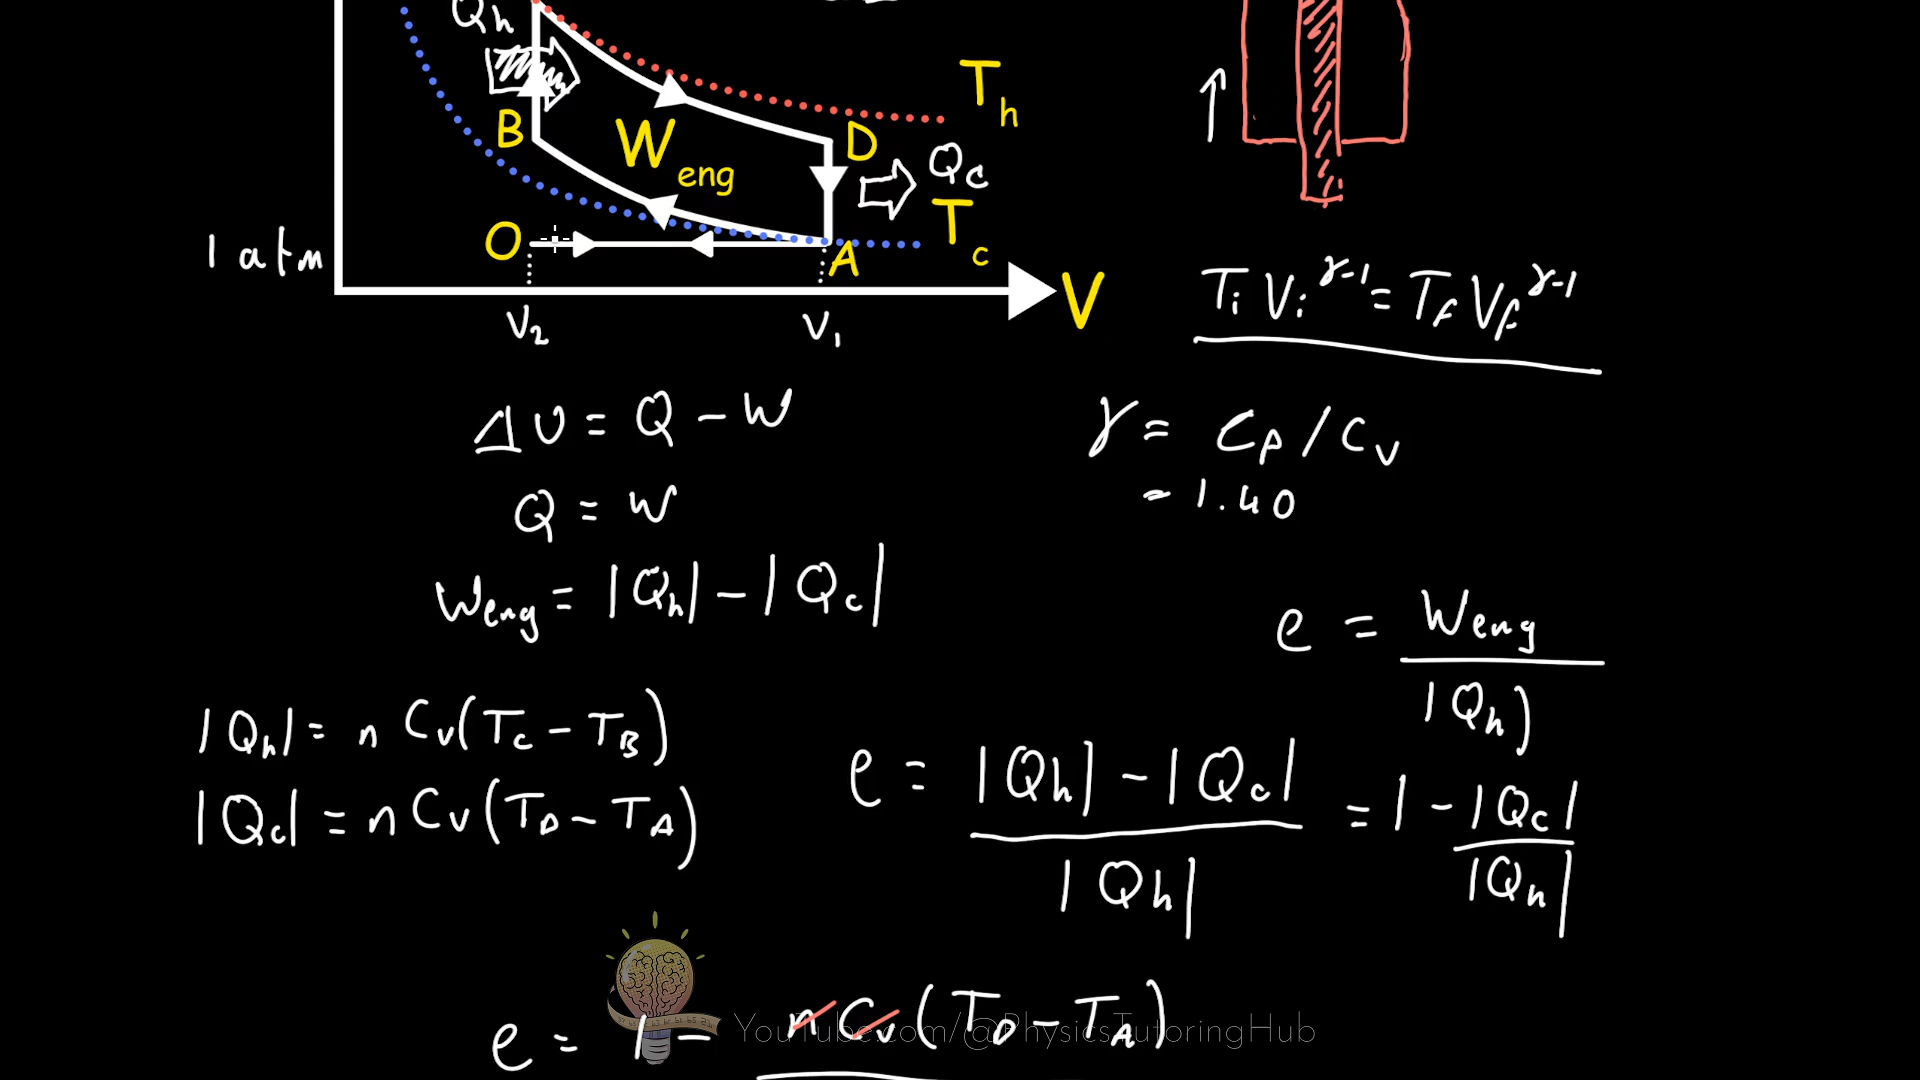 Qh
Th
B
W eng
D
Qc
Tc
O
A
1 atm
V
V2
V1
Ti Vi^γ-1 = Tf Vf^γ-1
ΔU = Q - W
γ = Cp / Cv
= 1.40
Q = W
Weng = |Qh| - |Qc|
e = Weng / |Qh|
|Qh| = n Cv(Tc - TB)
|Qc| = n Cv(TD - TA)
e = |Qh| - |Qc| / |Qh| = 1 - |Qc| / |Qh|
e = 1 - n Cv (TD - TA)
YouTube.com/@PhysicsTutoringHub